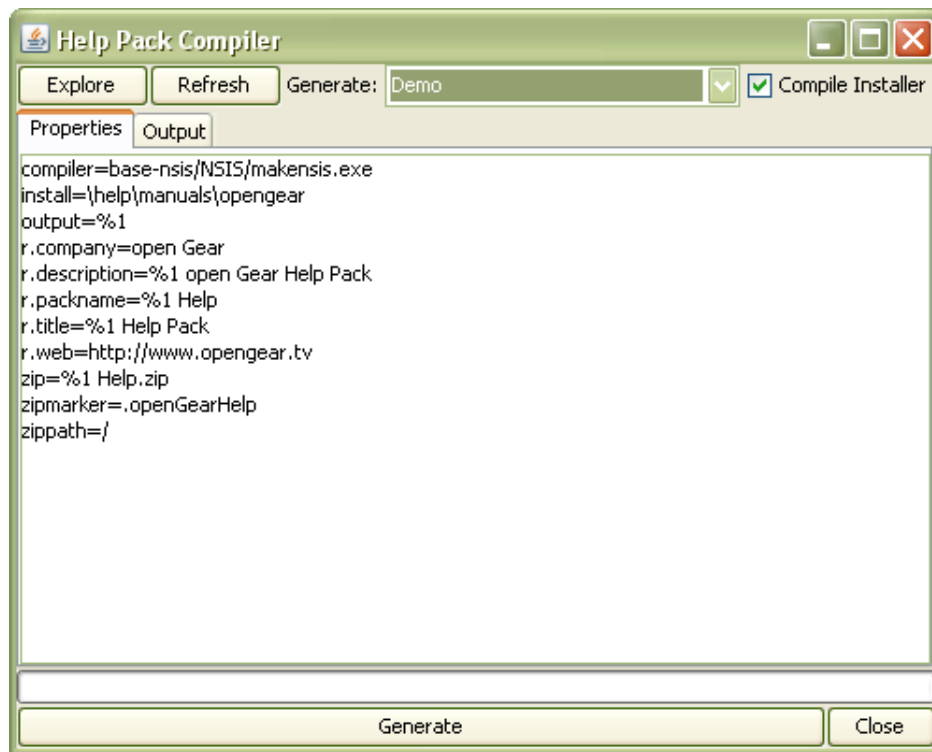 Help Pack Compiler
Explore Refresh Generate: Demo Compile Installer
Properties Output
compiler=base-nsis/NSIS/makensis.exe
install=\help\manuals\opengear
output=%1
r.company=open Gear
r.description=%1 open Gear Help Pack
r.packname=%1 Help
r.title=%1 Help Pack
r.web=http://www.opengear.tv
zip=%1 Help.zip
zipmarker=.openGearHelp
zippath=/
Generate Close